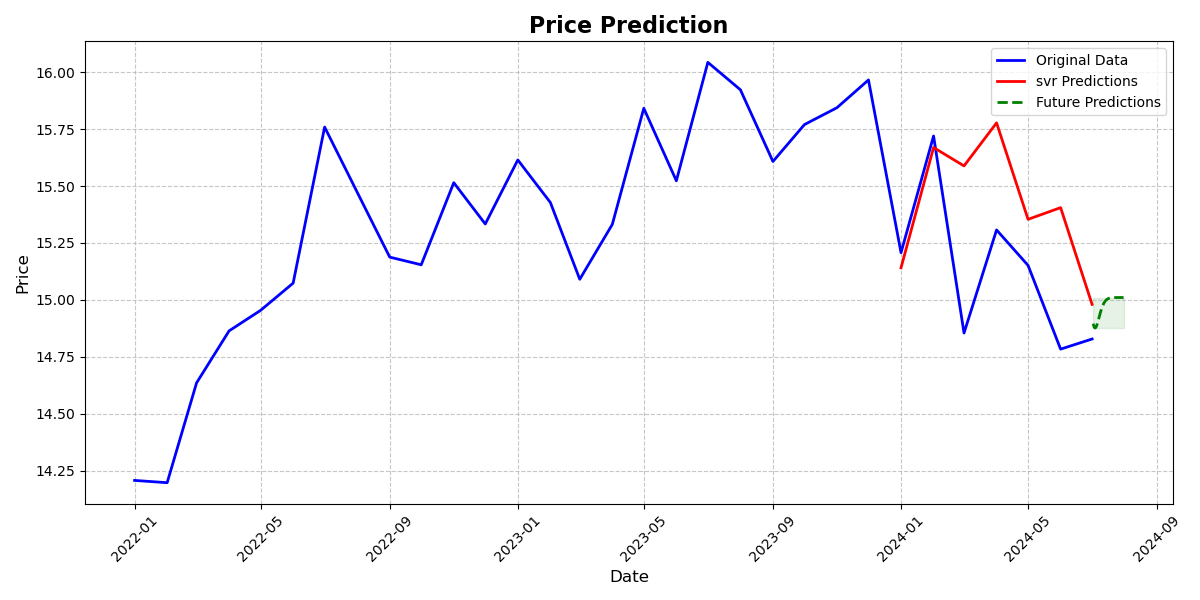 Price Prediction
Original Data
svr Predictions
Future Predictions
Price
16.00
15.75
15.50
15.25
15.00
14.75
14.50
14.25
2022-01
2022-05
2022-09
2023-01
2023-05
2023-09
2024-01
2024-05
2024-09
Date